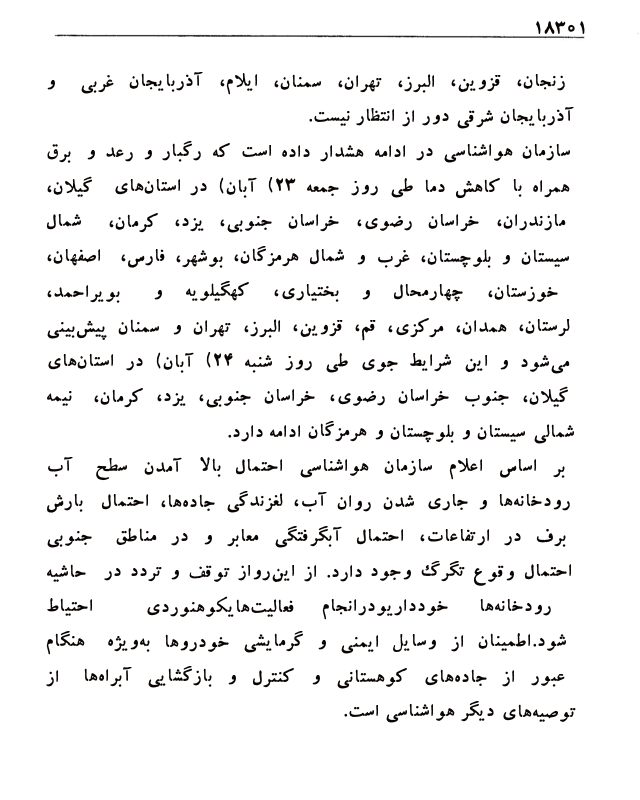 ۱۸۳۰۱
زنجان، قزوین، البرز، تهران، سمنان، ایلام، آذربایجان غربی و
آذربایجان شرقی دور از انتظار نیست.
سازمان هواشناسی در ادامه هشدار داده است که رگبار و رعد و برق
همراه با کاهش دما طی روز جمعه ۲۳) آبان) در استان‌های گیلان،
مازندران، خراسان رضوی، خراسان جنوبی، یزد، کرمان، شمال
سیستان و بلوچستان، غرب و شمال هرمزگان، بوشهر، فارس، اصفهان،
خوزستان، چهارمحال و بختیاری، کهگیلویه و بویراحمد،
لرستان، همدان، مرکزی، قم، قزوین، البرز، تهران و سمنان پیش‌بینی
می‌شود و این شرایط جوی طی روز شنبه ۲۴) آبان) در استان‌های
گیلان، جنوب خراسان رضوی، خراسان جنوبی، یزد، کرمان، نیمه
شمالی سیستان و بلوچستان و هرمزگان ادامه دارد.
بر اساس اعلام سازمان هواشناسی احتمال بالا آمدن سطح آب
رودخانه‌ها و جاری شدن روان آب، لغزندگی جاده‌ها، احتمال بارش
برف در ارتفاعات، احتمال آبگرفتگی معابر و در مناطق جنوبی
احتمال وقوع تگرگ وجود دارد. از این‌رواز توقف و تردد در حاشیه
رودخانه‌ها خودداریودرانجام فعالیت‌هایکوهنوردی احتیاط
شود.اطمینان از وسایل ایمنی و گرمایشی خودروها به‌ویژه هنگام
عبور از جاده‌های کوهستانی و کنترل و بازگشایی آبراه‌ها از
توصیه‌های دیگر هواشناسی است.